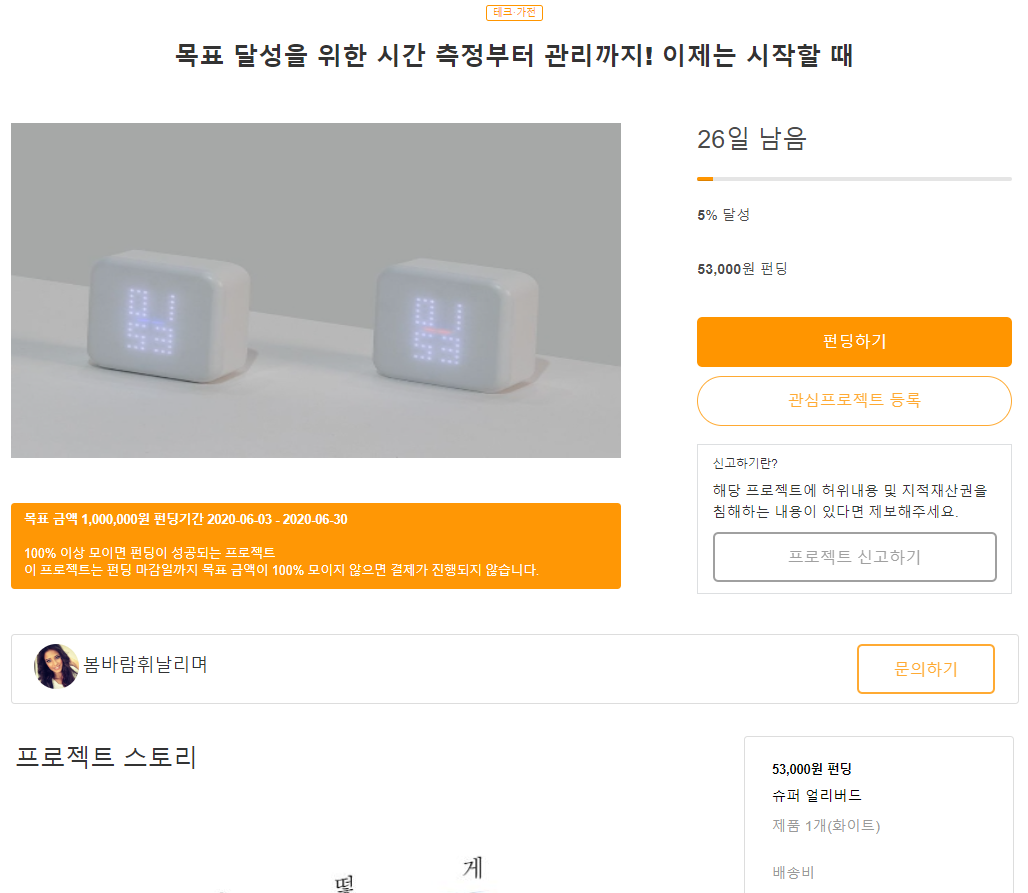 테크·가전
목표 달성을 위한 시간 측정부터 관리까지! 이제는 시작할 때
26일 남음
5% 달성
53,000원 펀딩
펀딩하기
관심프로젝트 등록
신고하기란?
해당 프로젝트에 허위내용 및 지적재산권을
침해하는 내용이 있다면 제보해주세요.
프로젝트 신고하기
목표 금액 1,000,000원 펀딩기간 2020-06-03 - 2020-06-30
100% 이상 모이면 펀딩이 성공되는 프로젝트
이 프로젝트는 펀딩 마감일까지 목표 금액이 100% 모이지 않으면 결제가 진행되지 않습니다.
봄바람휘날리며
문의하기
프로젝트 스토리
53,000원 펀딩
슈퍼 얼리버드
제품 1개(화이트)
배송비
게
떻